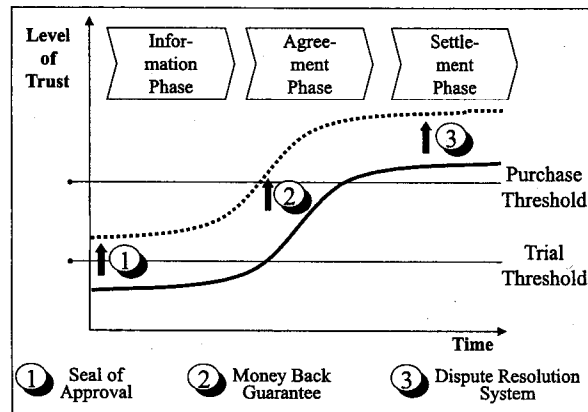 Level
of
Trust
Infor-
mation
Phase
Agree-
ment
Phase
Settle-
ment
Phase
3
2
Purchase
Threshold
1
Trial
Threshold
Time
1 Seal of
Approval
2 Money Back
Guarantee
3 Dispute Resolution
System